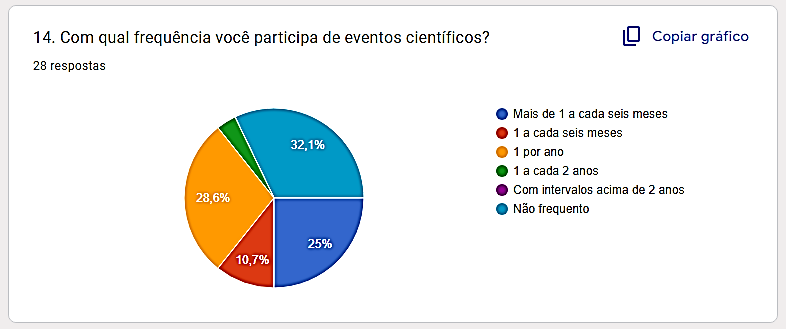 14. Com qual frequência você participa de eventos científicos?
Copiar gráfico
28 respostas
Mais de 1 a cada seis meses
1 a cada seis meses
1 por ano
1 a cada 2 anos
Com intervalos acima de 2 anos
Não frequento
32,1%
28,6%
25%
10,7%